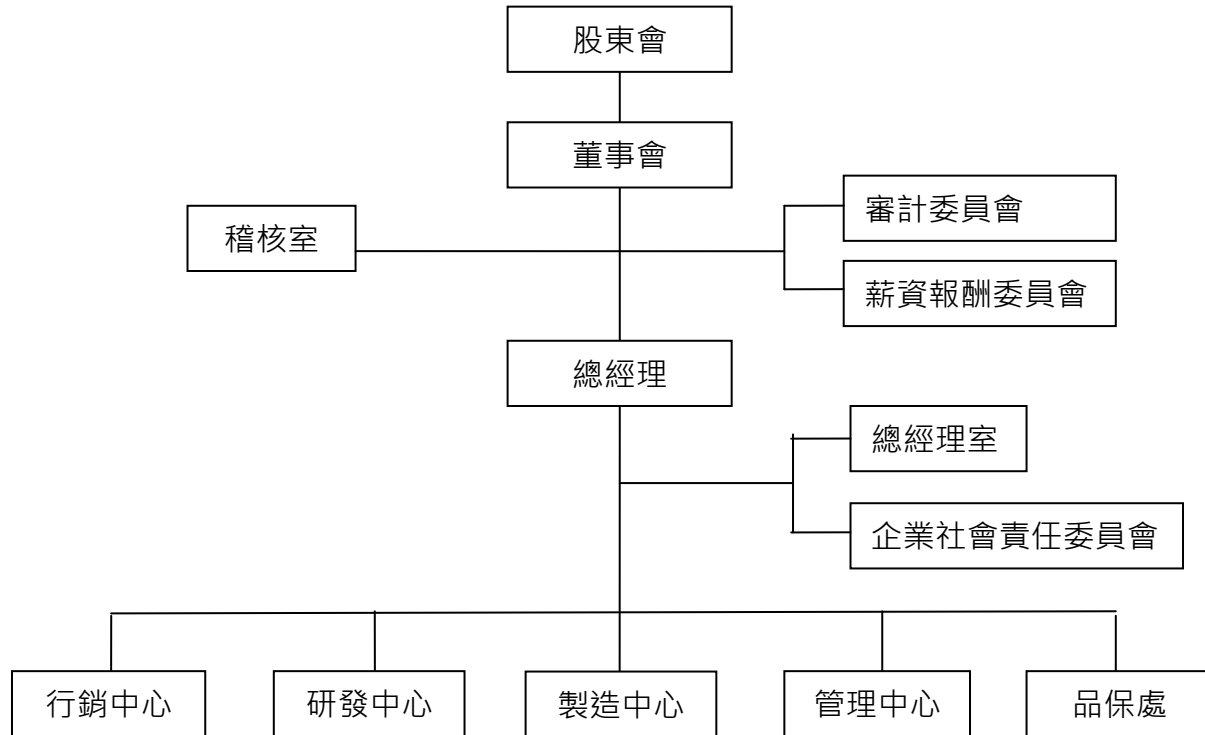 股東會
董事會
稽核室
審計委員會
薪資報酬委員會
總經理
總經理室
企業社會責任委員會
行銷中心
研發中心
製造中心
管理中心
品保處